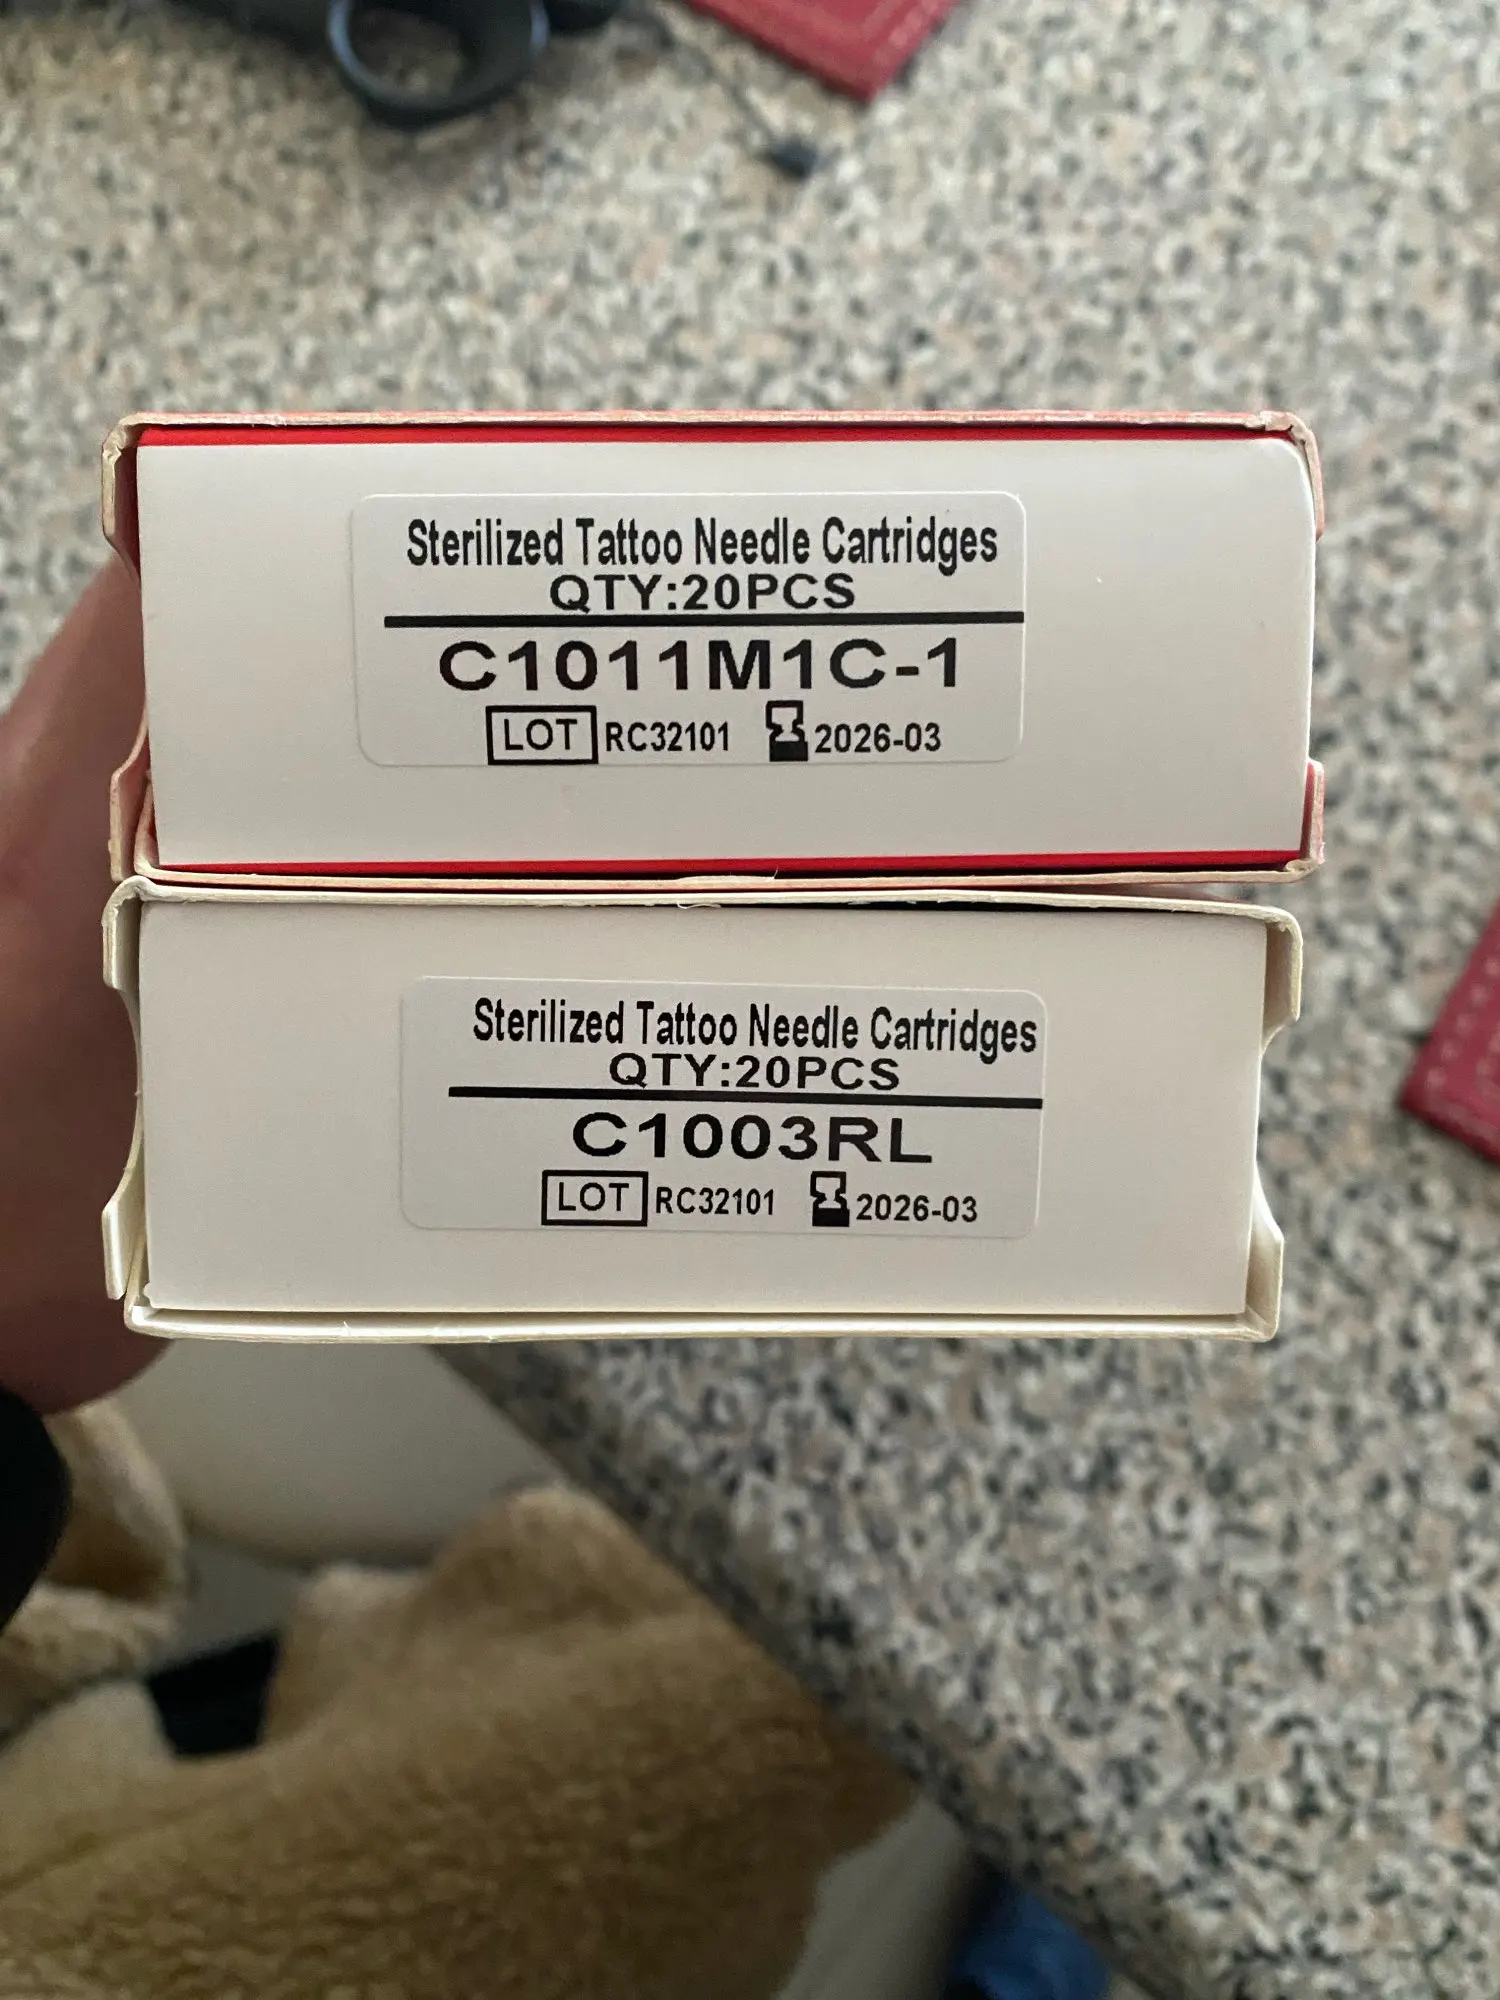 Sterilized Tattoo Needle Cartridges
QTY:20PCS
C1011M1C-1
LOT RC32101 2026-03
Sterilized Tattoo Needle Cartridges
QTY:20PCS
C1003RL
LOT RC32101 2026-03